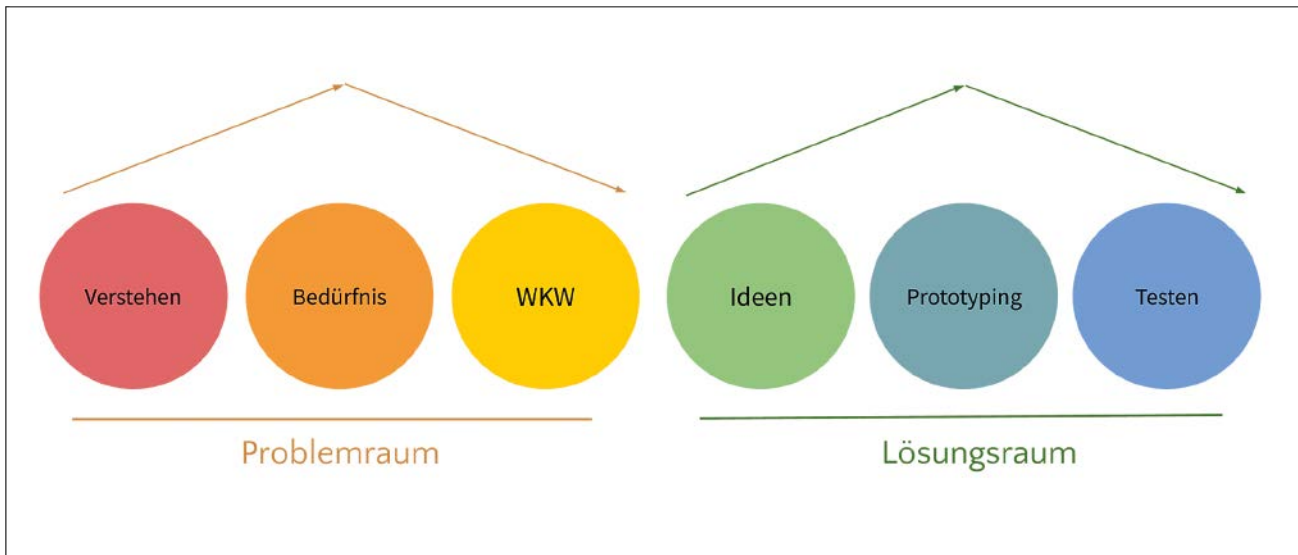 Verstehen
Bedürfnis
WKW
Ideen
Prototyping
Testen
Problemraum
Lösungsraum